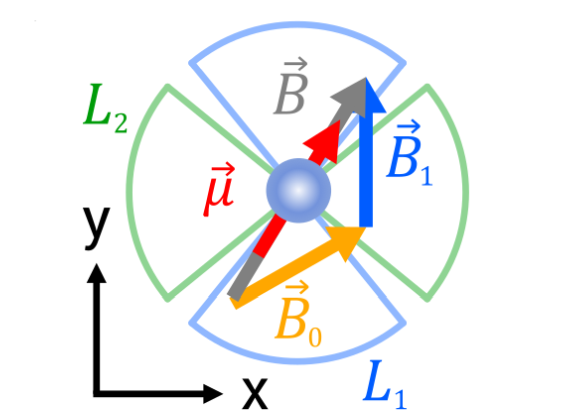 B⃗
L₂
B⃗₁
μ⃗
y
B⃗₀
x
L₁